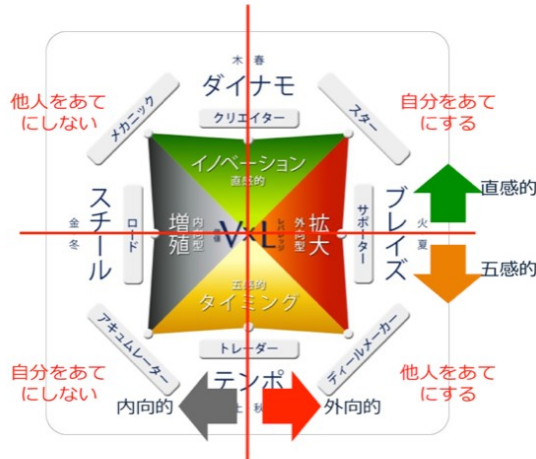 木 春
ダイナモ
他人をあて
にしない
自分をあて
にする
メカニック
クリエイター
スター
イノベーション
直感的
直感的
スチール
金 冬
ロード
増殖
内向型
価値
V×L
レバレッジ
外向型
拡大
サポーター
ブレイズ
火 夏
五感的
タイミング
五感的
アキュムレーター
トレーダー
ディールメーカー
自分をあて
にしない
テンポ
土 秋
他人をあて
にする
内向的
外向的